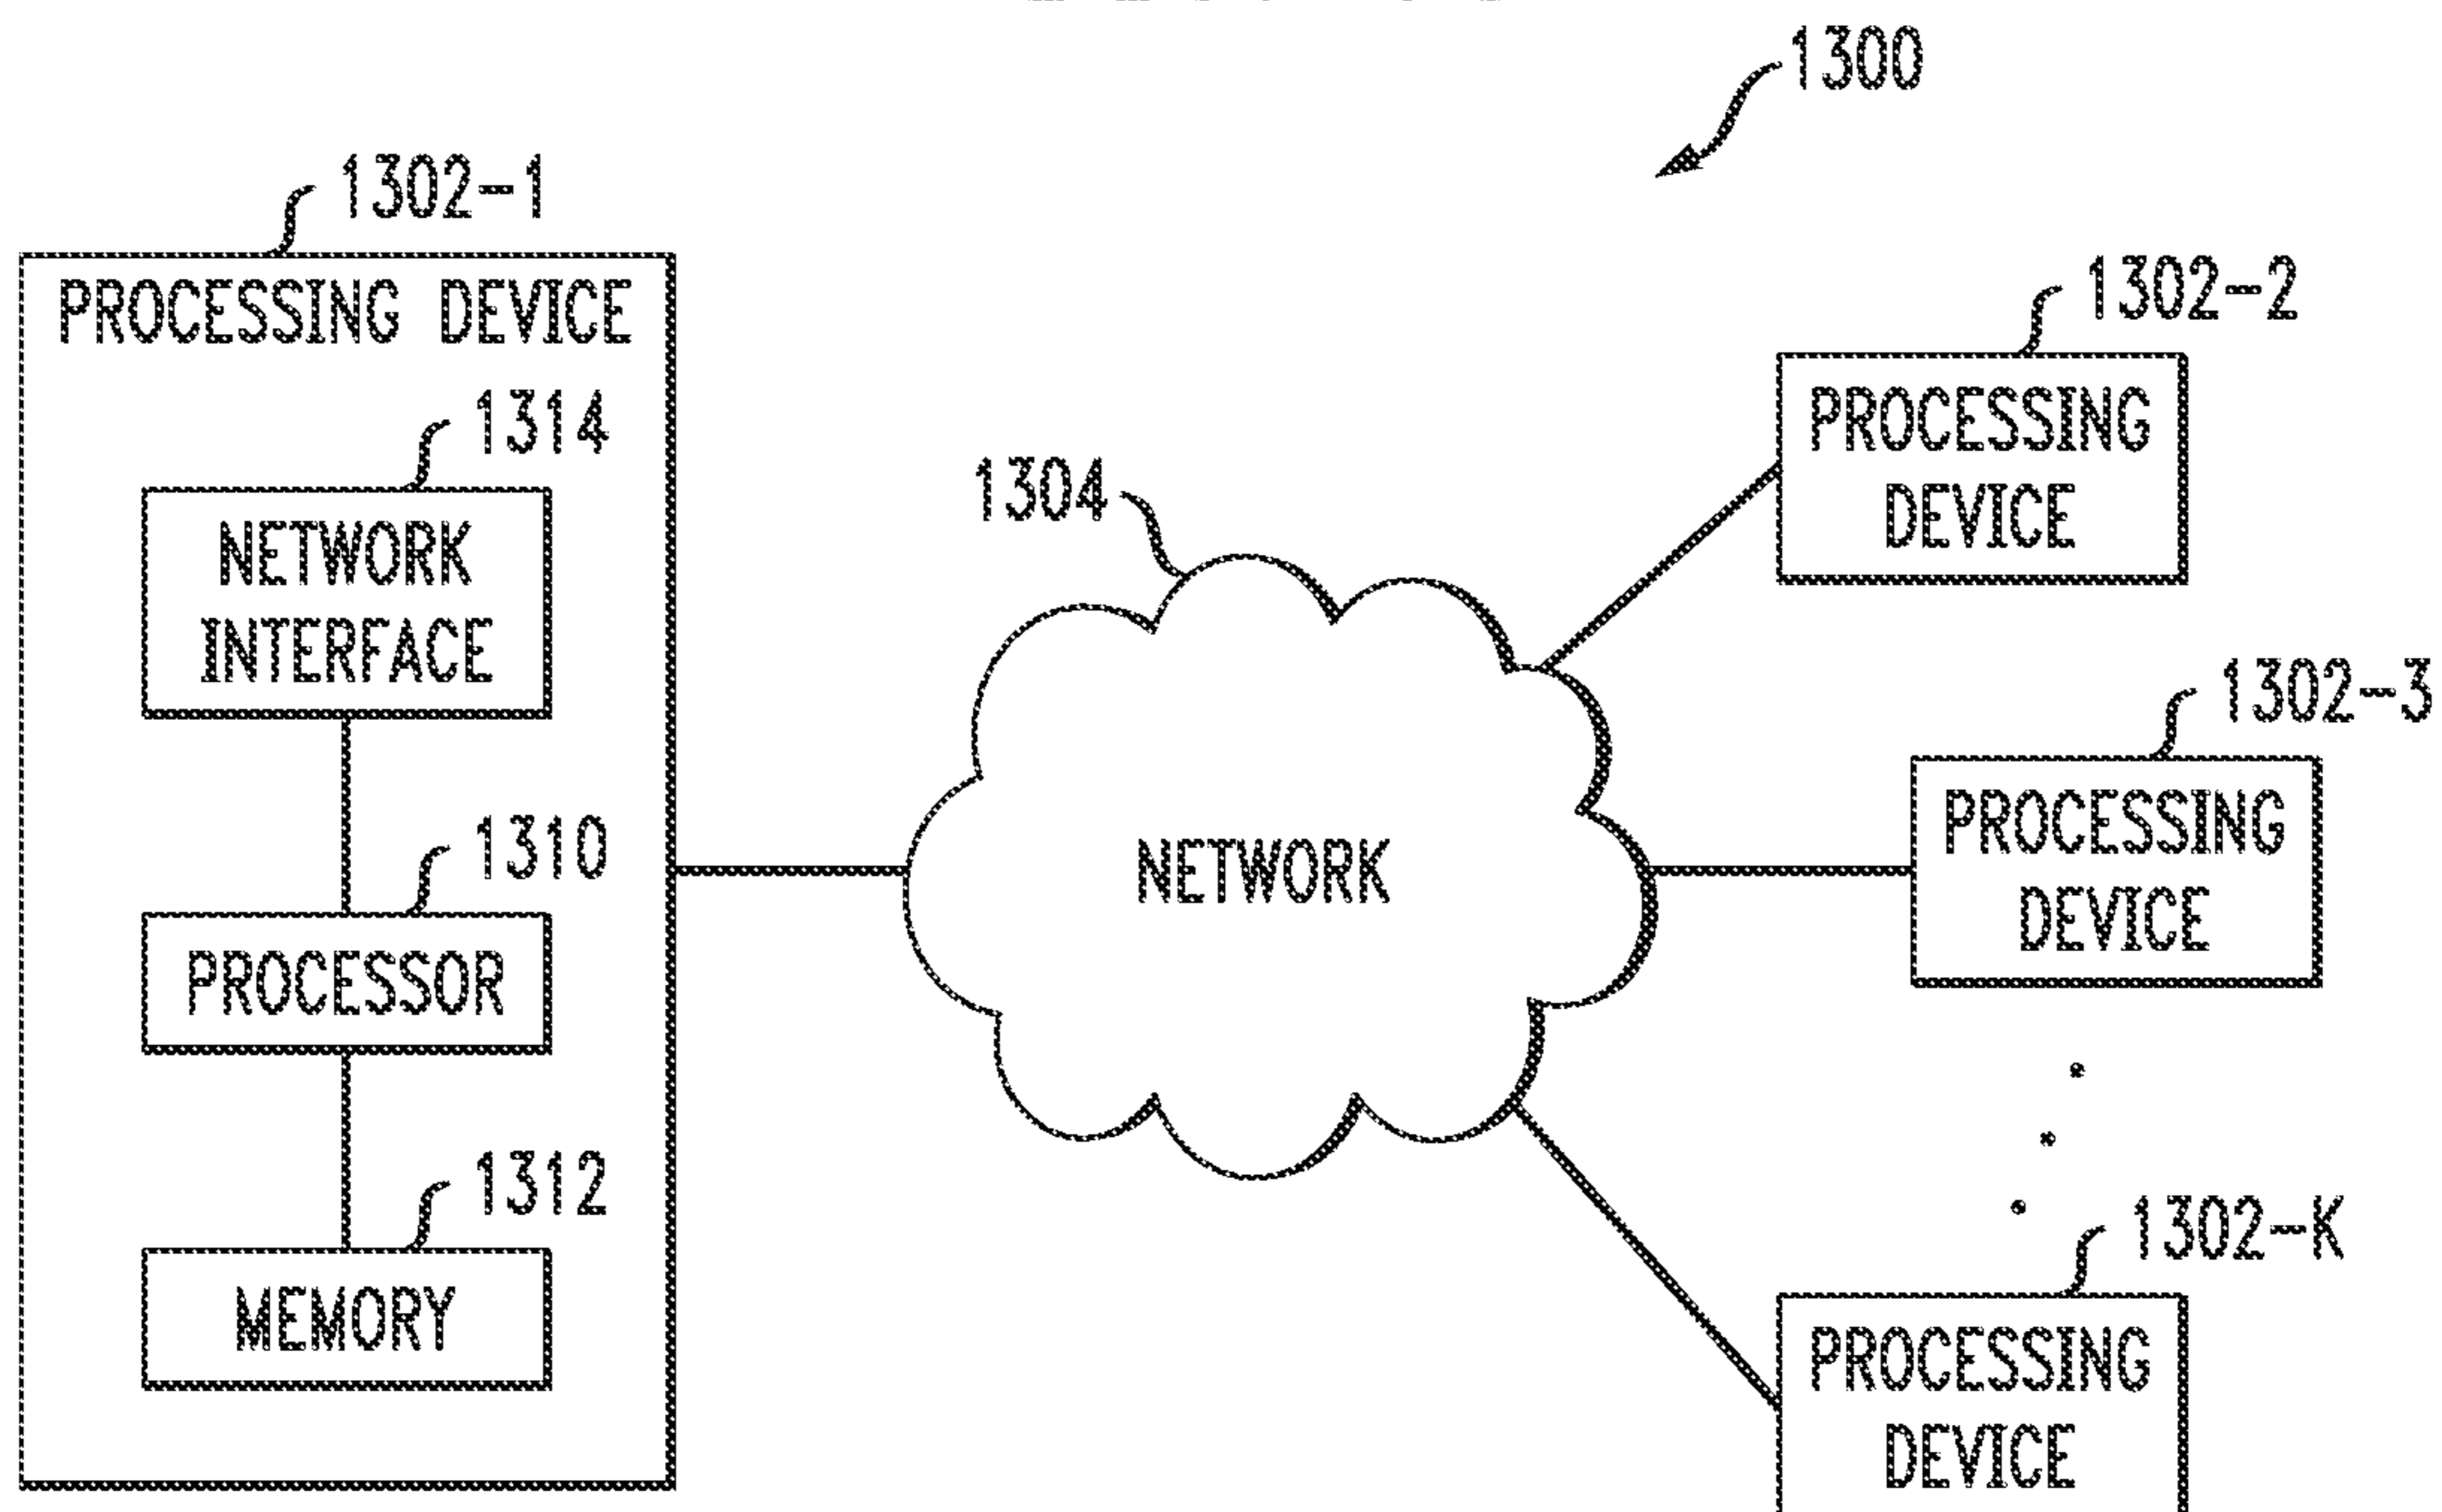 1300
1302-1
PROCESSING DEVICE
1314
NETWORK
INTERFACE
1310
PROCESSOR
1312
MEMORY
1304
NETWORK
1302-2
PROCESSING
DEVICE
1302-3
PROCESSING
DEVICE
1302-K
PROCESSING
DEVICE